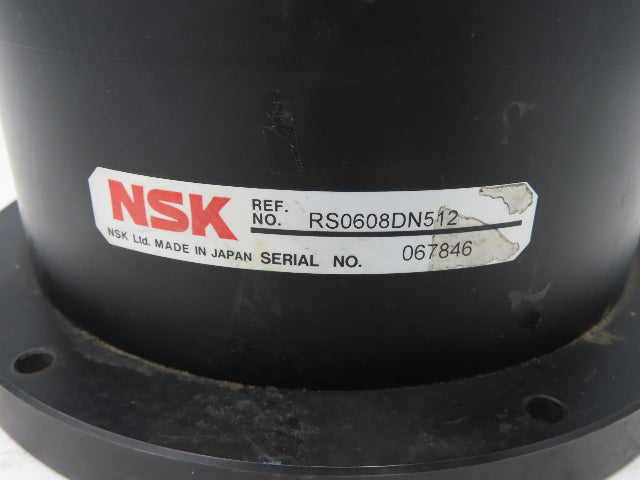 NSK
REF. NO. RS0608DN512
NSK Ltd. MADE IN JAPAN SERIAL NO. 067846